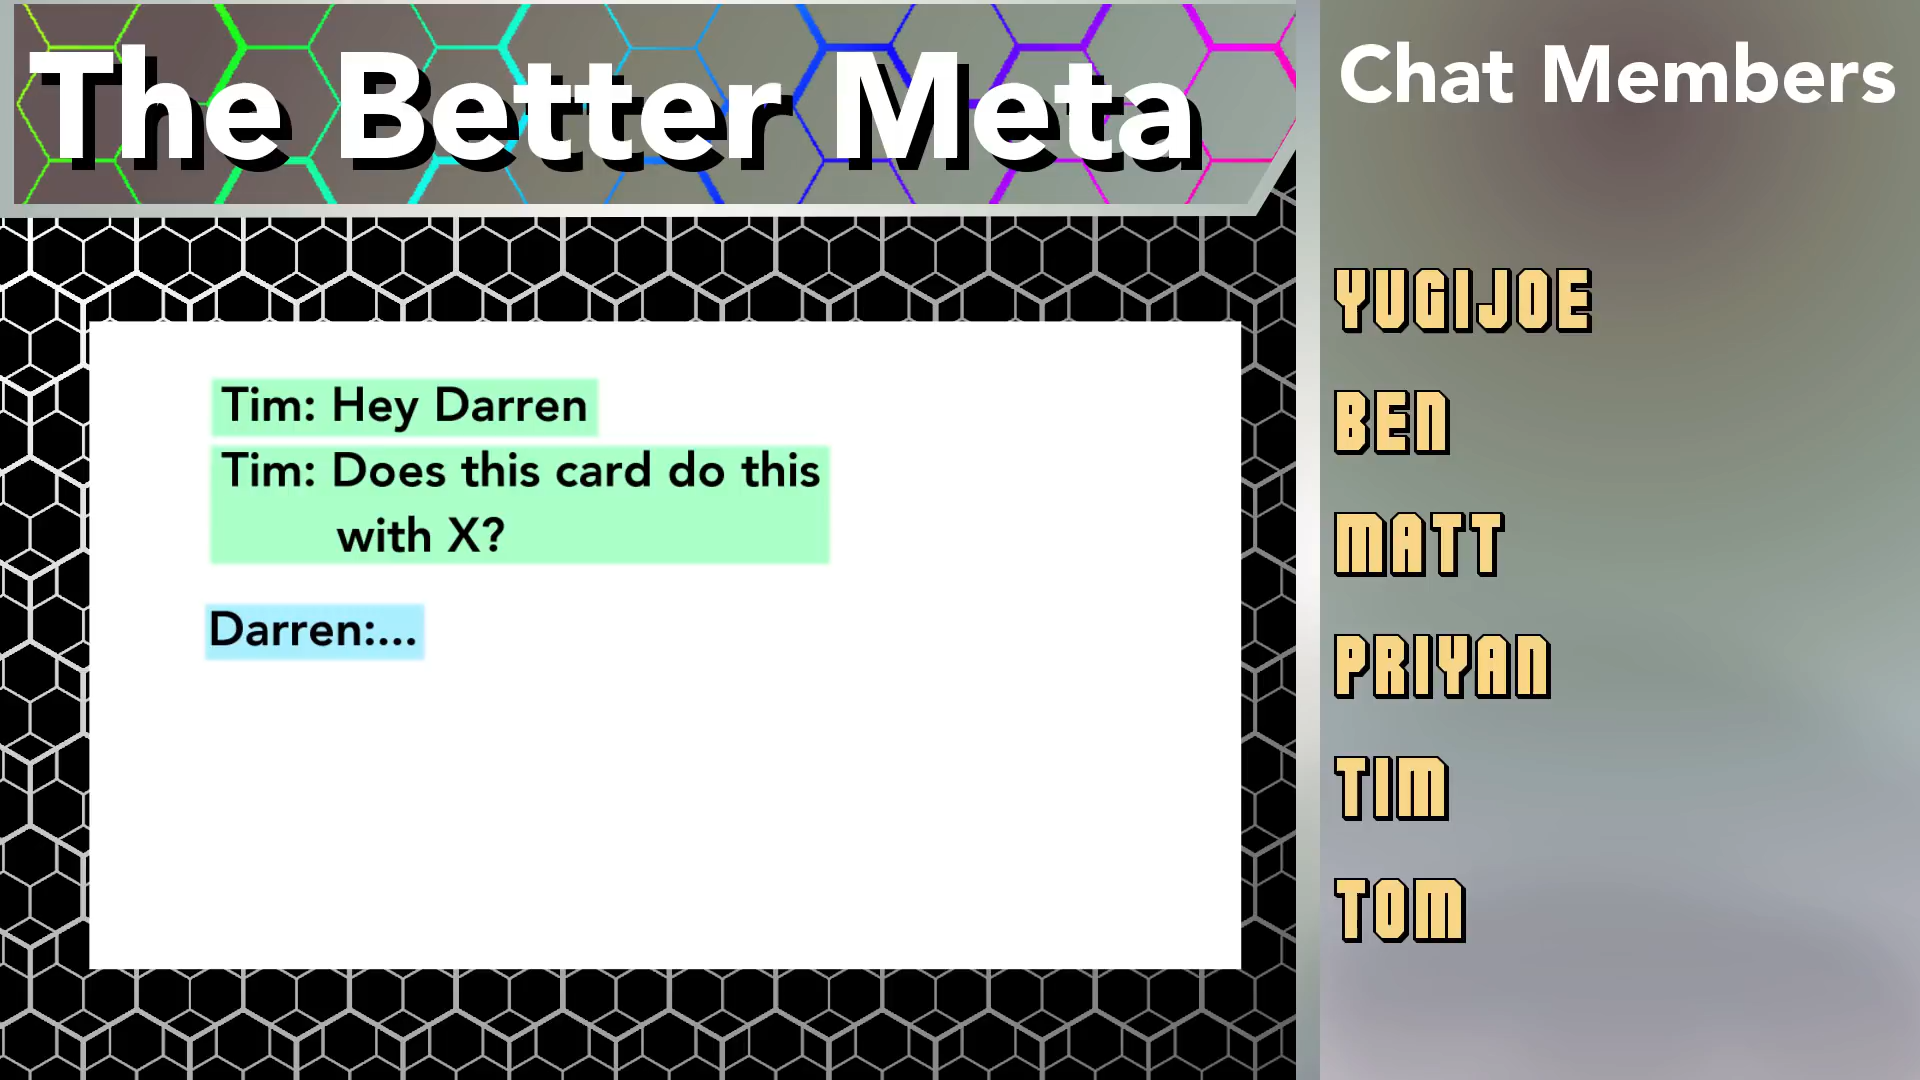 The Better Meta
Chat Members
Tim: Hey Darren
Tim: Does this card do this
with X?
Darren:...
YUGIJOE
BEN
MATT
PRIYAN
TIM
TOM